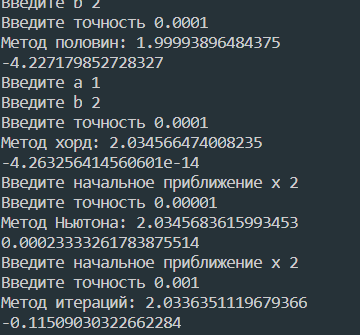 Введите b 2
Введите точность 0.0001
Метод половин: 1.99993896484375
-4.227179852728327
Введите a 1
Введите b 2
Введите точность 0.0001
Метод хорд: 2.034566474008235
-4.263256414560601e-14
Введите начальное приближение x 2
Введите точность 0.00001
Метод Ньютона: 2.0345683615993453
0.00023333261783875514
Введите начальное приближение x 2
Введите точность 0.001
Метод итераций: 2.0336351119679366
-0.11509030322662284